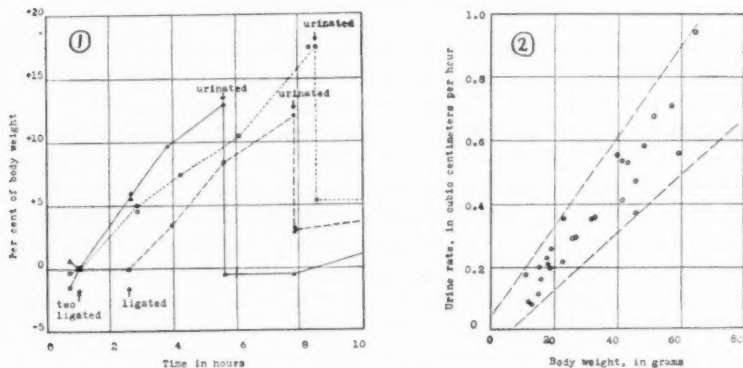 +20
+15
+10
+5
0
-5
Per cent of body weight
①
urinated
urinated
urinated
two
ligated
ligated
0 2 4 6 8 10
Time in hours
1.0
0.8
0.6
0.4
0.2
0
Urine rate, in cubic centimeters per hour
②
0 20 40 60 80
Body weight, in grams